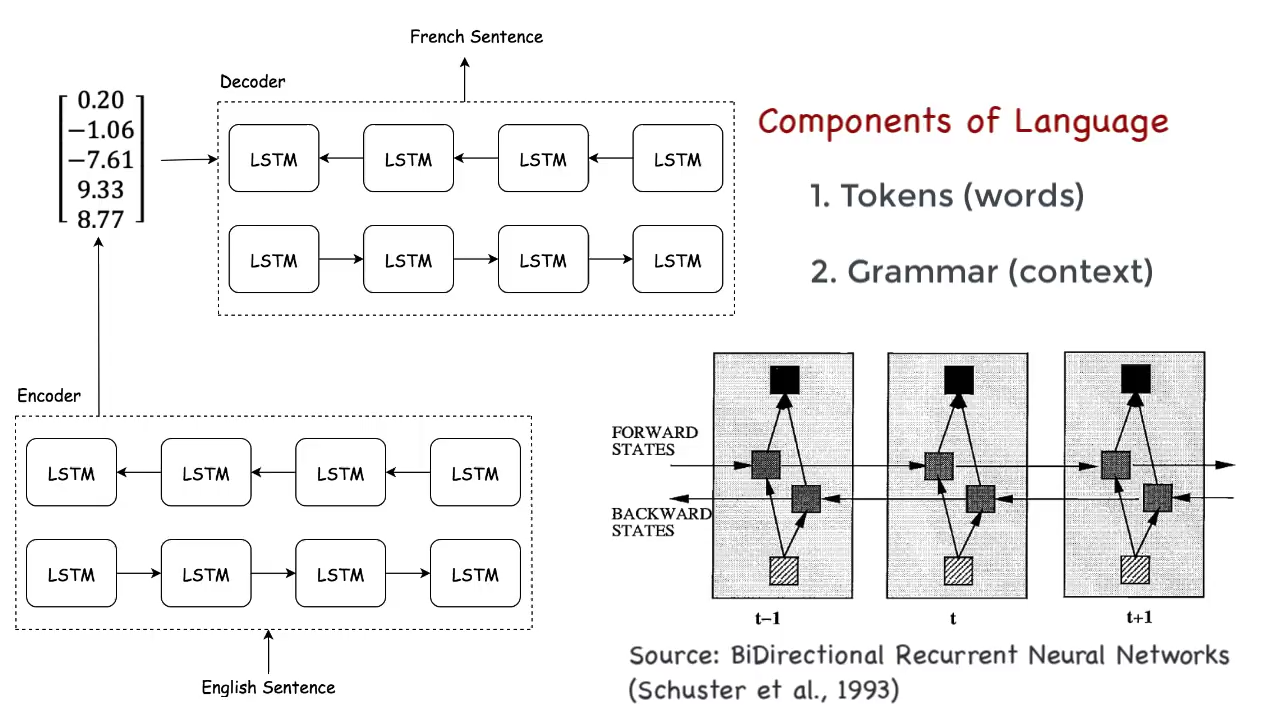 French Sentence
Decoder
0.20
−1.06
−7.61
9.33
8.77
LSTM LSTM LSTM LSTM
LSTM LSTM LSTM LSTM
Encoder
LSTM LSTM LSTM LSTM
LSTM LSTM LSTM LSTM
English Sentence
Components of Language
1. Tokens (words)
2. Grammar (context)
FORWARD
STATES
BACKWARD
STATES
t−1 t t+1
Source: BiDirectional Recurrent Neural Networks
(Schuster et al., 1993)